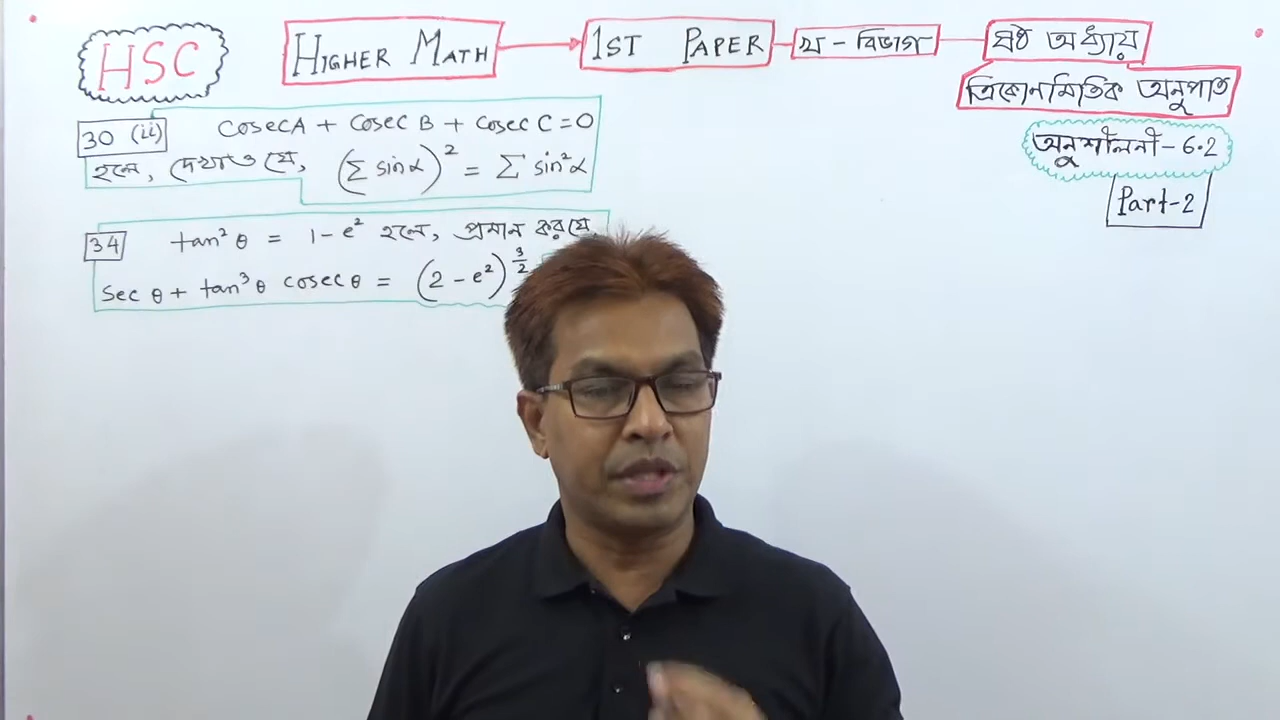 HSC
HIGHER MATH
1ST PAPER
খ - বিভাগ
ষষ্ঠ অধ্যায়
ত্রিকোনমিতিক অনুপাত
অনুশীলনী - 6.2
Part-2
30 (ii) cosecA + cosec B + cosec C = 0
হলে, দেখাও যে, (∑ sinα)² = ∑ sin²α
34 tan²θ = 1 - e² হলে, প্রমান কর যে,
sec θ + tan³θ cosec θ = (2 - e²)^3/2